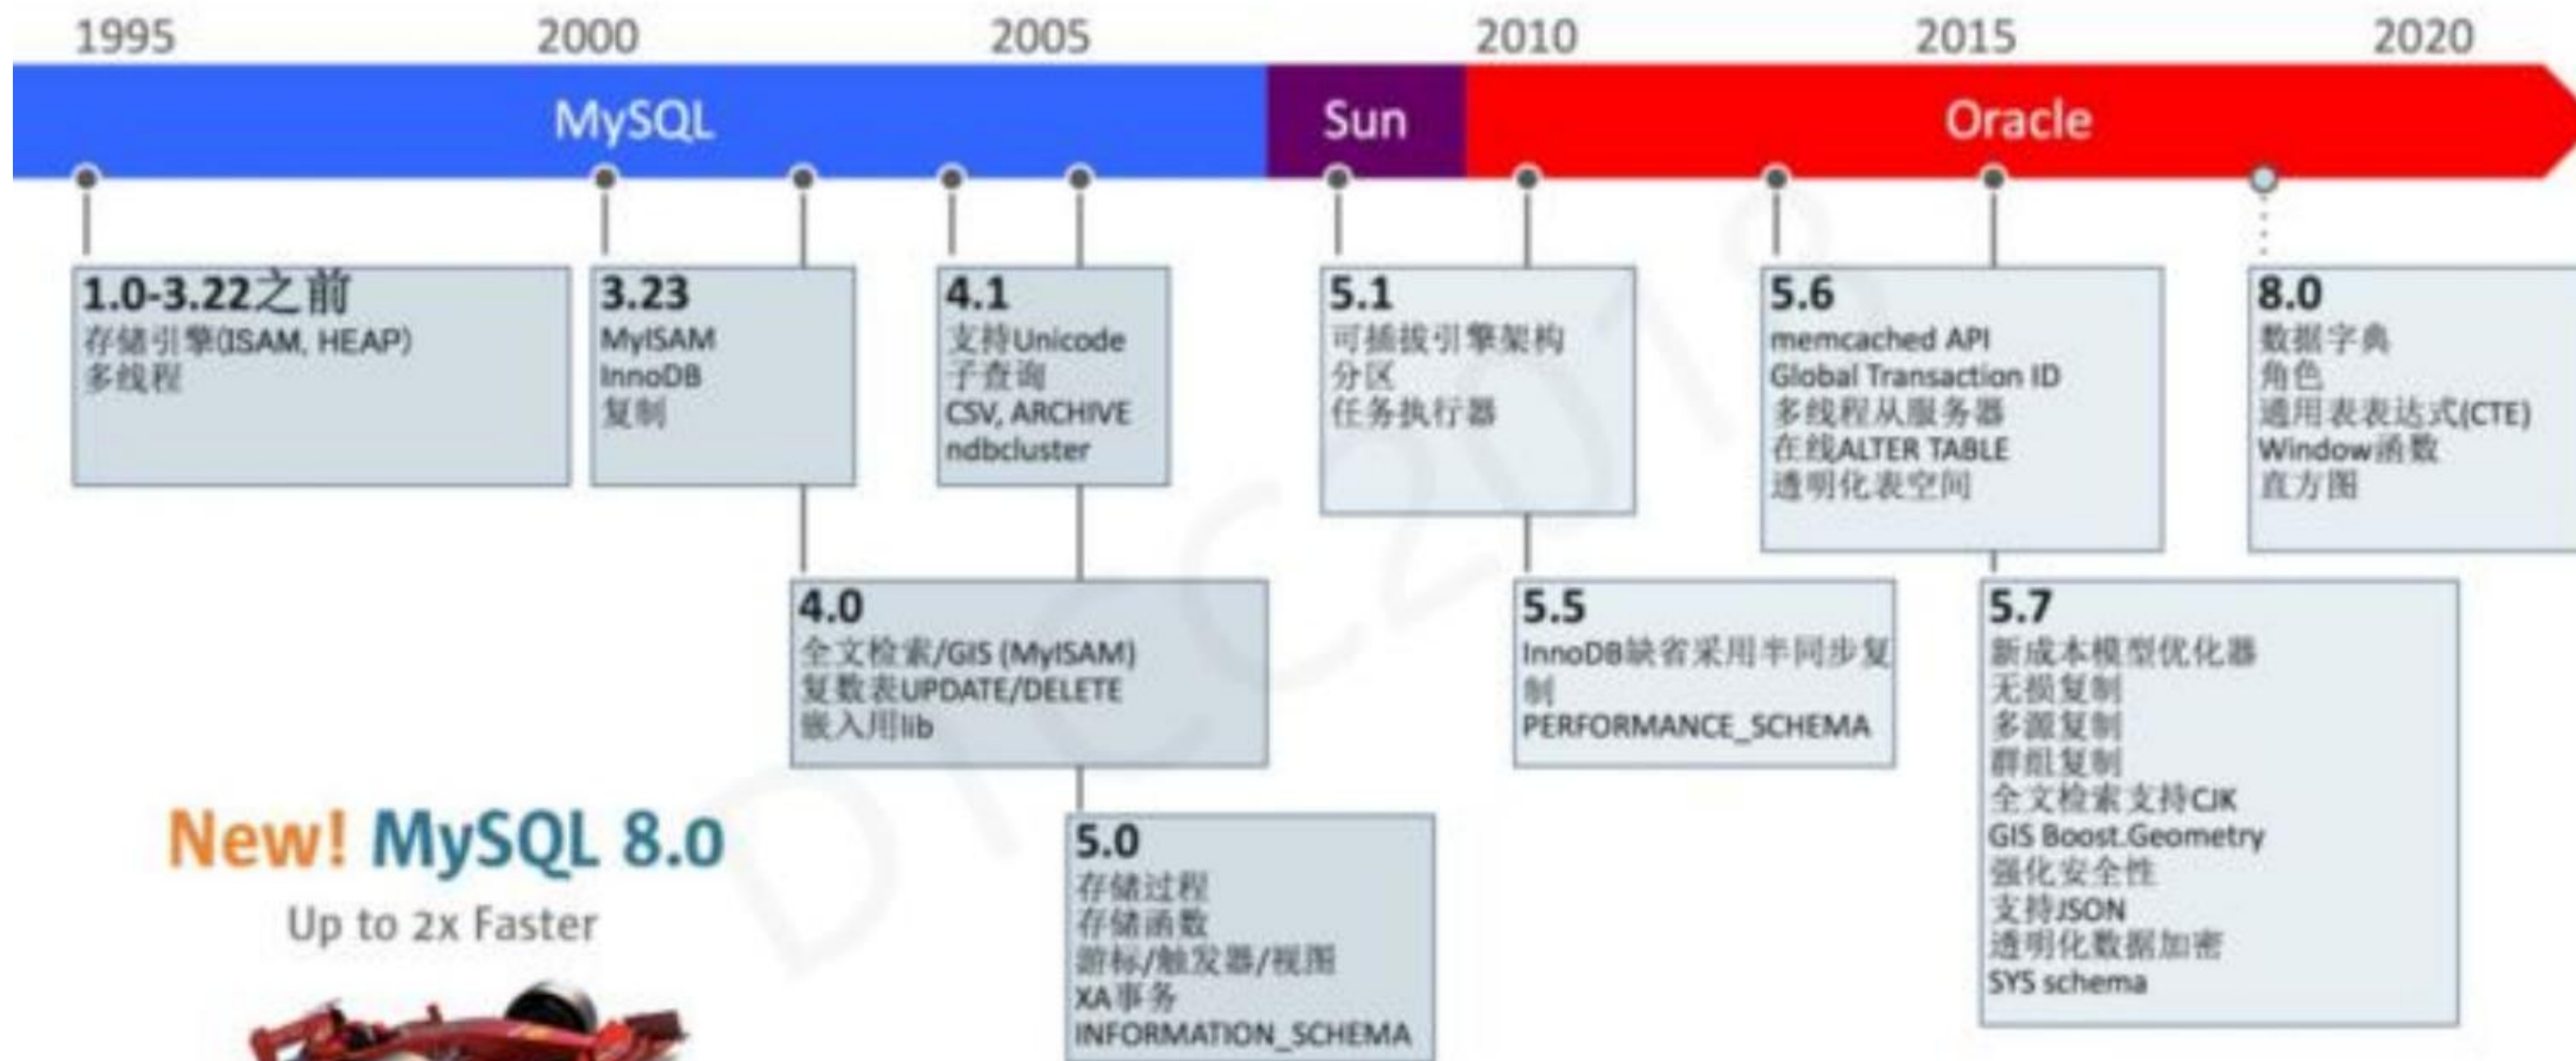 1995 2000 2005 2010 2015 2020
MySQL Sun Oracle
1.0-3.22之前
存储引擎(ISAM, HEAP)
多线程
3.23
MyISAM
InnoDB
复制
4.1
支持Unicode
子查询
CSV, ARCHIVE
ndbcluster
5.1
可插拔引擎架构
分区
任务执行器
5.6
memcached API
Global Transaction ID
多线程从服务器
在线ALTER TABLE
透明化表空间
8.0
数据字典
角色
通用表表达式(CTE)
Window函数
直方图
4.0
全文检索/GIS (MyISAM)
复数表UPDATE/DELETE
嵌入用lib
5.5
InnoDB缺省采用半同步复
制
PERFORMANCE_SCHEMA
5.7
新成本模型优化器
无损复制
多源复制
群组复制
全文检索支持CJK
GIS Boost.Geometry
强化安全性
支持JSON
透明化数据加密
SYS schema
5.0
存储过程
存储函数
游标/触发器/视图
XA事务
INFORMATION_SCHEMA
New! MySQL 8.0
Up to 2x Faster
DTCC2018